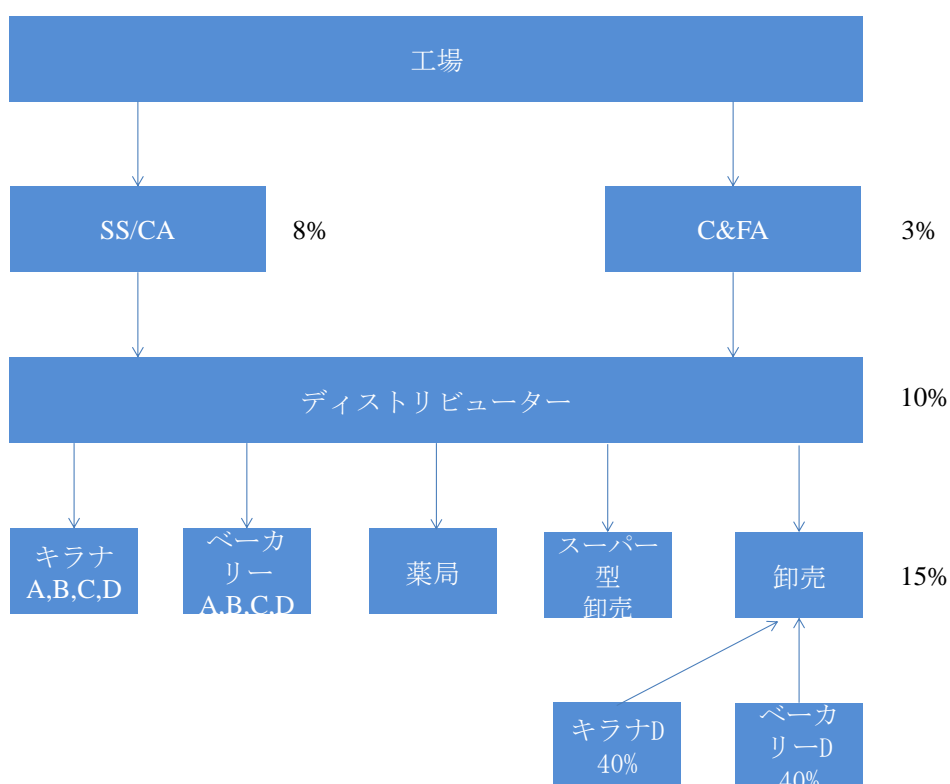 工場
SS/CA
8%
C&FA
3%
ディストリビューター
10%
キラナ
A,B,C,D
ベーカ
リー
A,B,C,D
薬局
スーパー
型
卸売
卸売
15%
キラナD
40%
ベーカ
リーD
40%